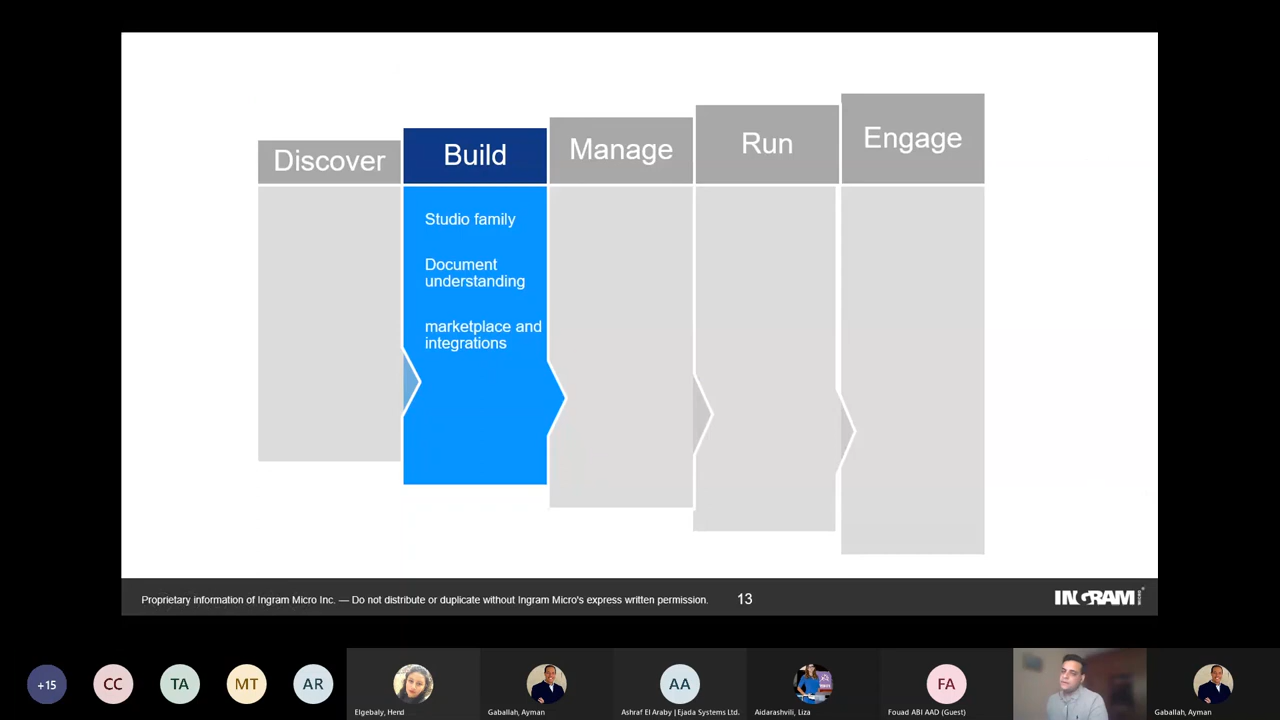 Discover
Build
Manage
Run
Engage
Studio family
Document
understanding
marketplace and
integrations
Proprietary information of Ingram Micro Inc. — Do not distribute or duplicate without Ingram Micro's express written permission.
13
INGRAM
MICRO
+15
CC
TA
MT
AR
AA
FA
Elgebaly, Hend
Gaballah, Ayman
Ashraf El Araby | Ejada Systems Ltd.
Aidarashvili, Liza
Fouad ABI AAD (Guest)
Gaballah, Ayman